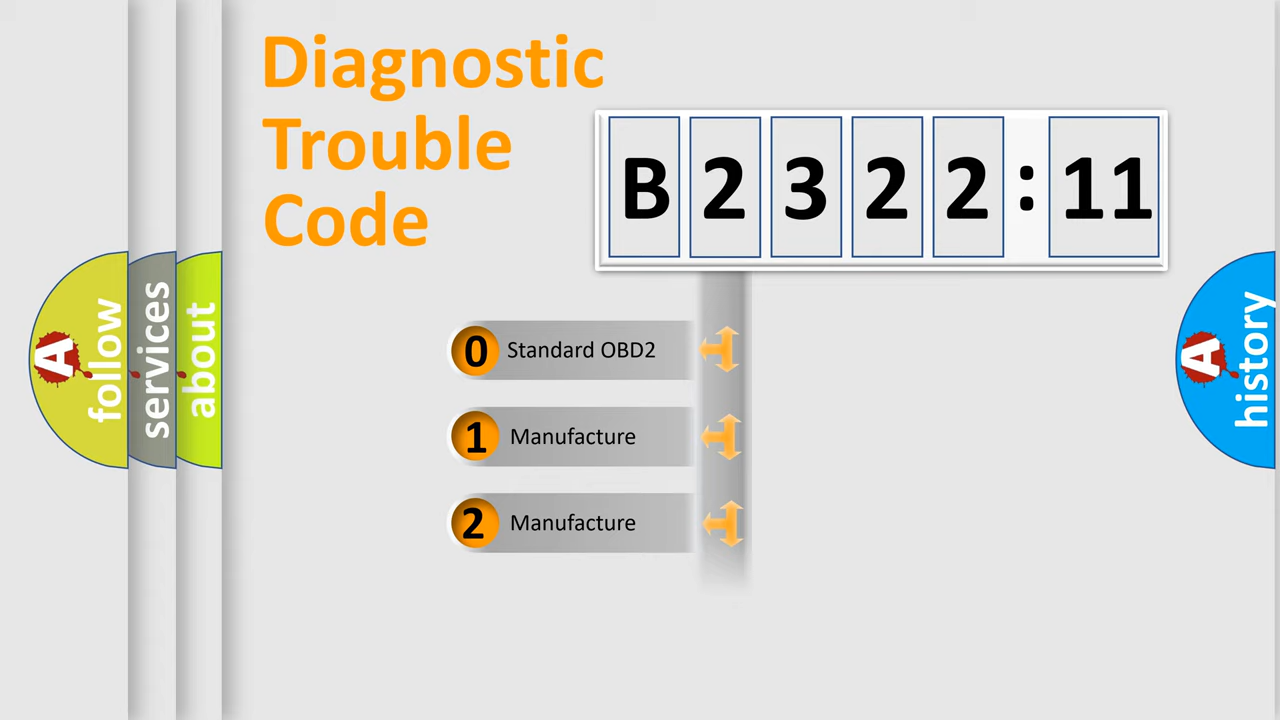 Diagnostic
Trouble
Code
B 2 3 2 2 : 11
0 Standard OBD2
1 Manufacture
2 Manufacture
A follow
services
about
A history